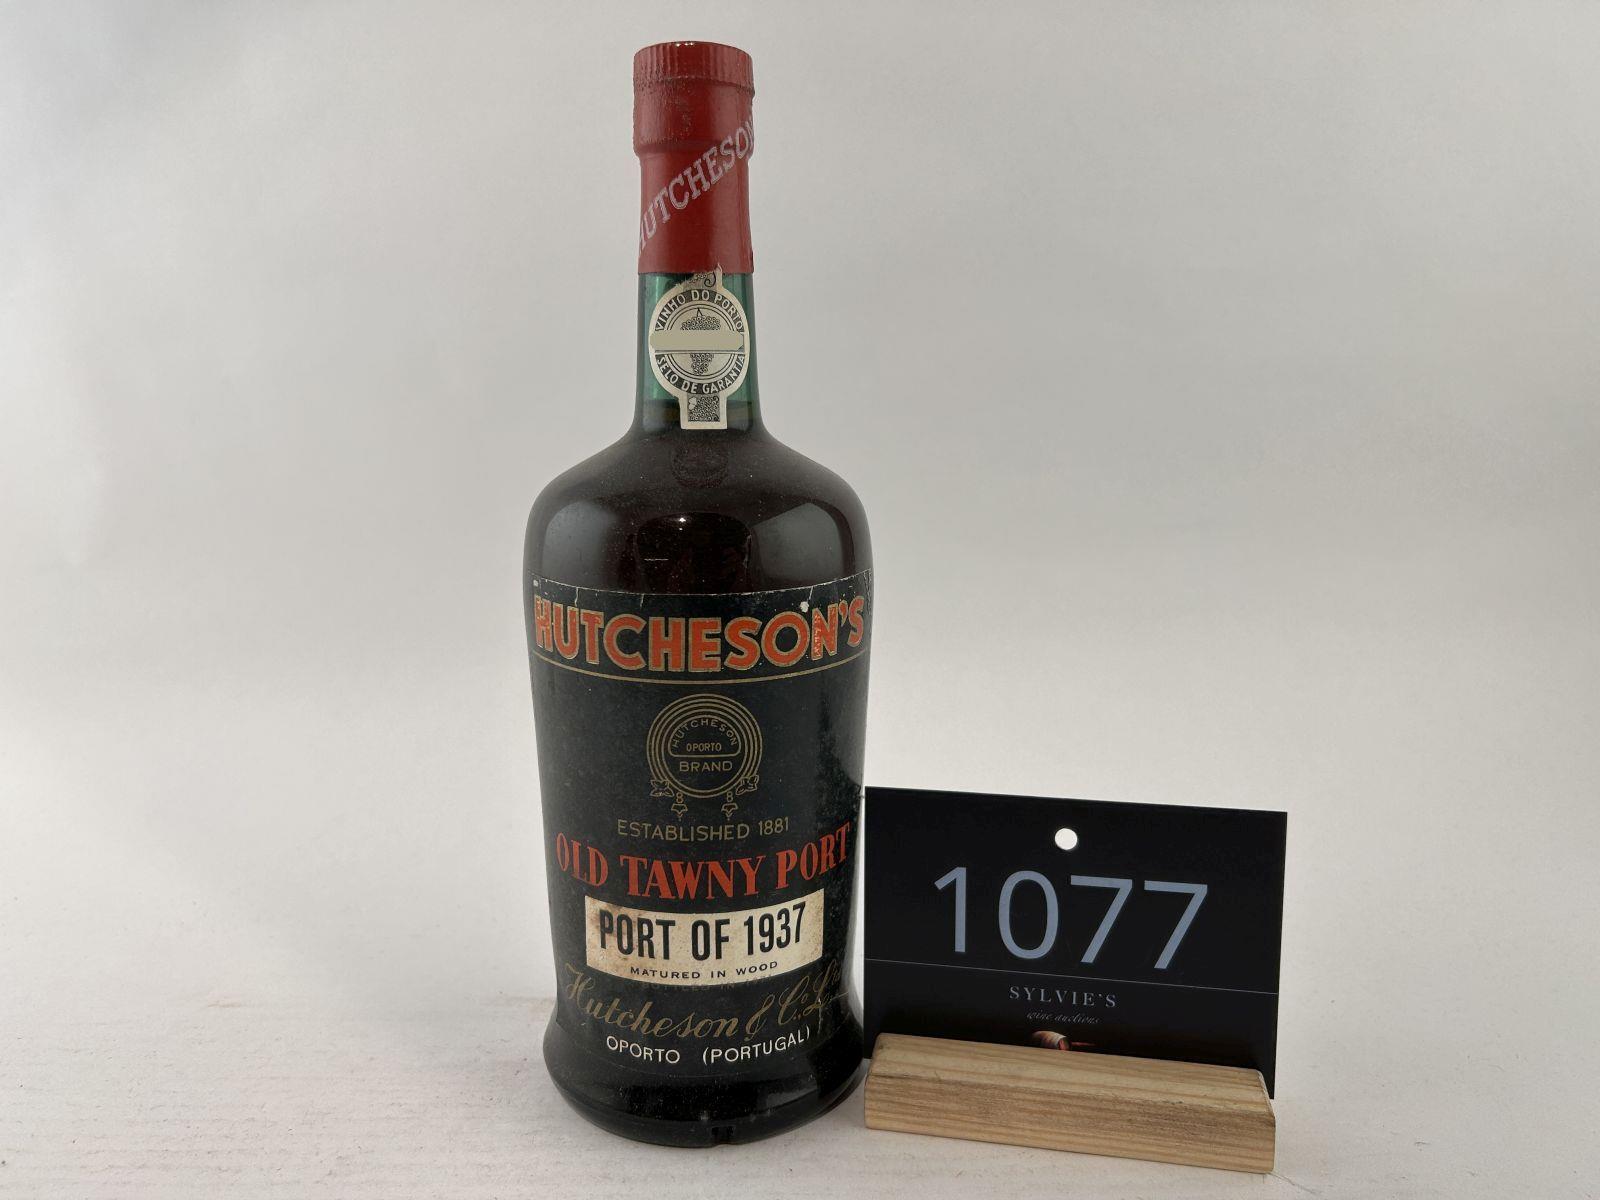 HUTCHESON
VINHO DO PORTO
SELO DE GARANTIA
HUTCHESON'S
HUTCHESON
OPORTO
BRAND
ESTABLISHED 1881
OLD TAWNY PORT
PORT OF 1937
MATURED IN WOOD
Hutcheson & Co.
OPORTO (PORTUGAL)
1077
SYLVIE'S
wine auctions